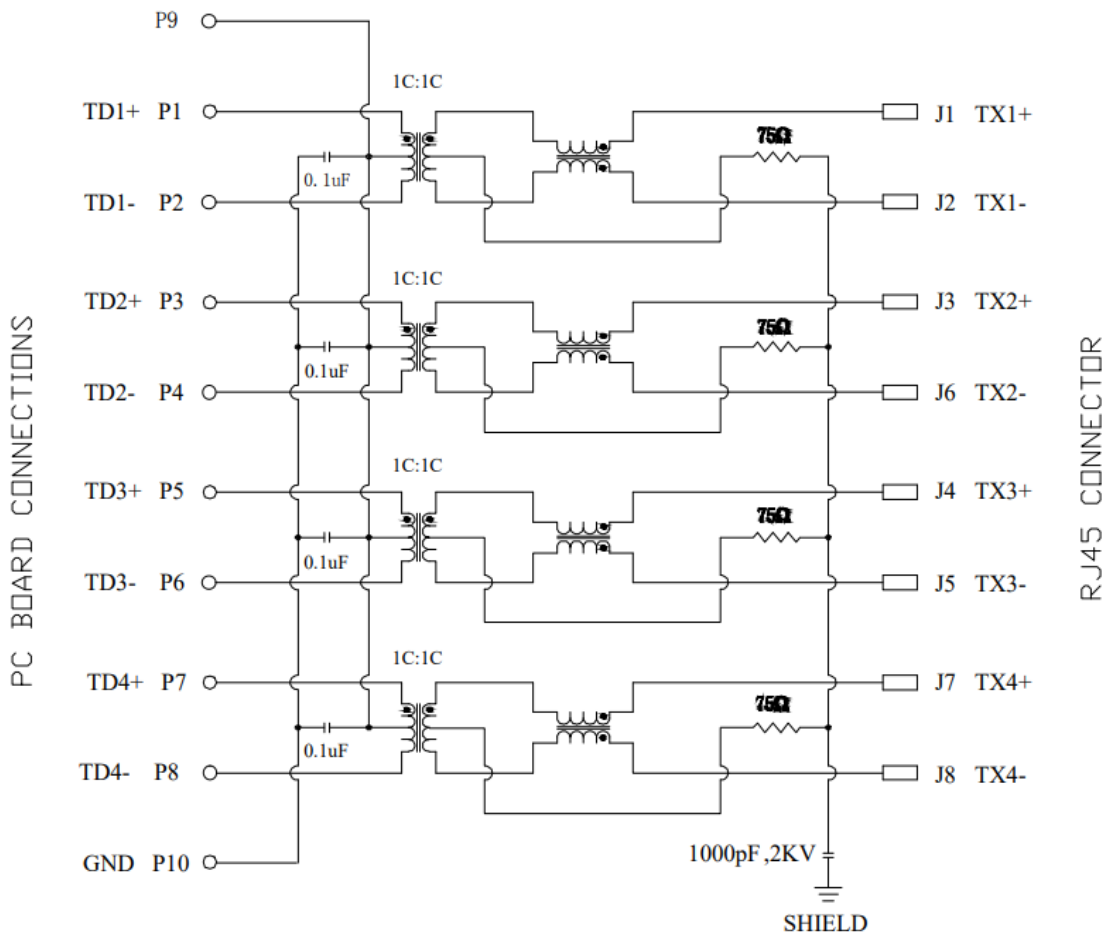 P9
1C:1C
TD1+ P1
J1 TX1+
75Ω
0. 1uF
TD1- P2
J2 TX1-
1C:1C
TD2+ P3
J3 TX2+
75Ω
0.1uF
TD2- P4
J6 TX2-
1C:1C
TD3+ P5
J4 TX3+
75Ω
0.1uF
TD3- P6
J5 TX3-
1C:1C
TD4+ P7
J7 TX4+
75Ω
0.1uF
TD4- P8
J8 TX4-
GND P10
1000pF ,2KV
SHIELD
PC BOARD CONNECTIONS
RJ45 CONNECTOR